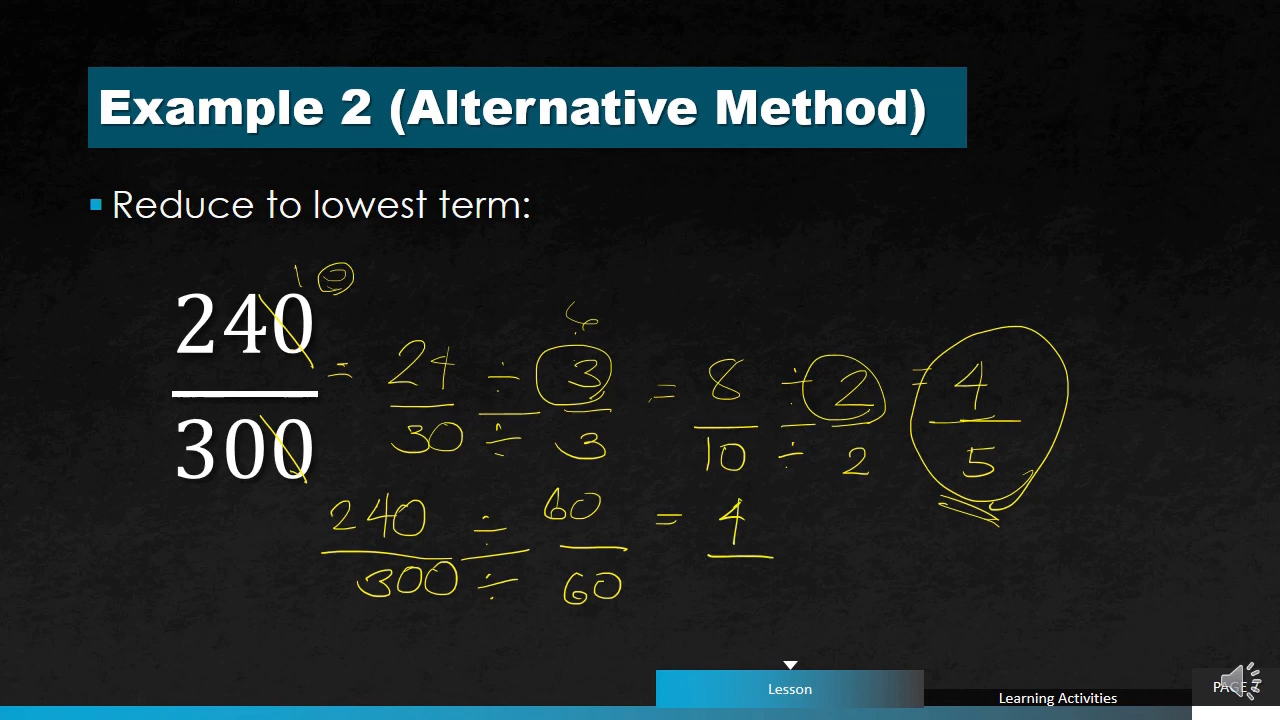 Example 2 (Alternative Method)
▪ Reduce to lowest term:
10
240 = 24 ÷ 3 = 8 ÷ 2 = 4
300 30 ÷ 3 10 ÷ 2 5
240 ÷ 60 = 4
300 ÷ 60
Lesson
Learning Activities